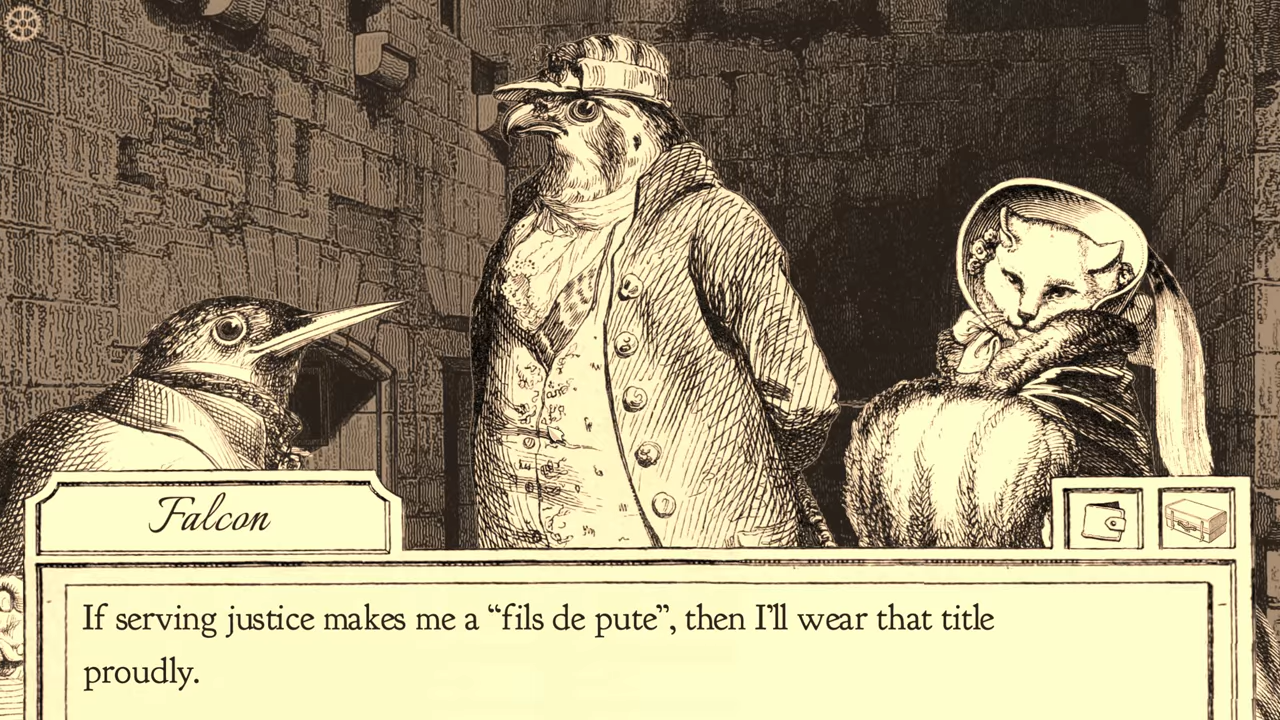 Falcon
If serving justice makes me a “fils de pute”, then I’ll wear that title
proudly.